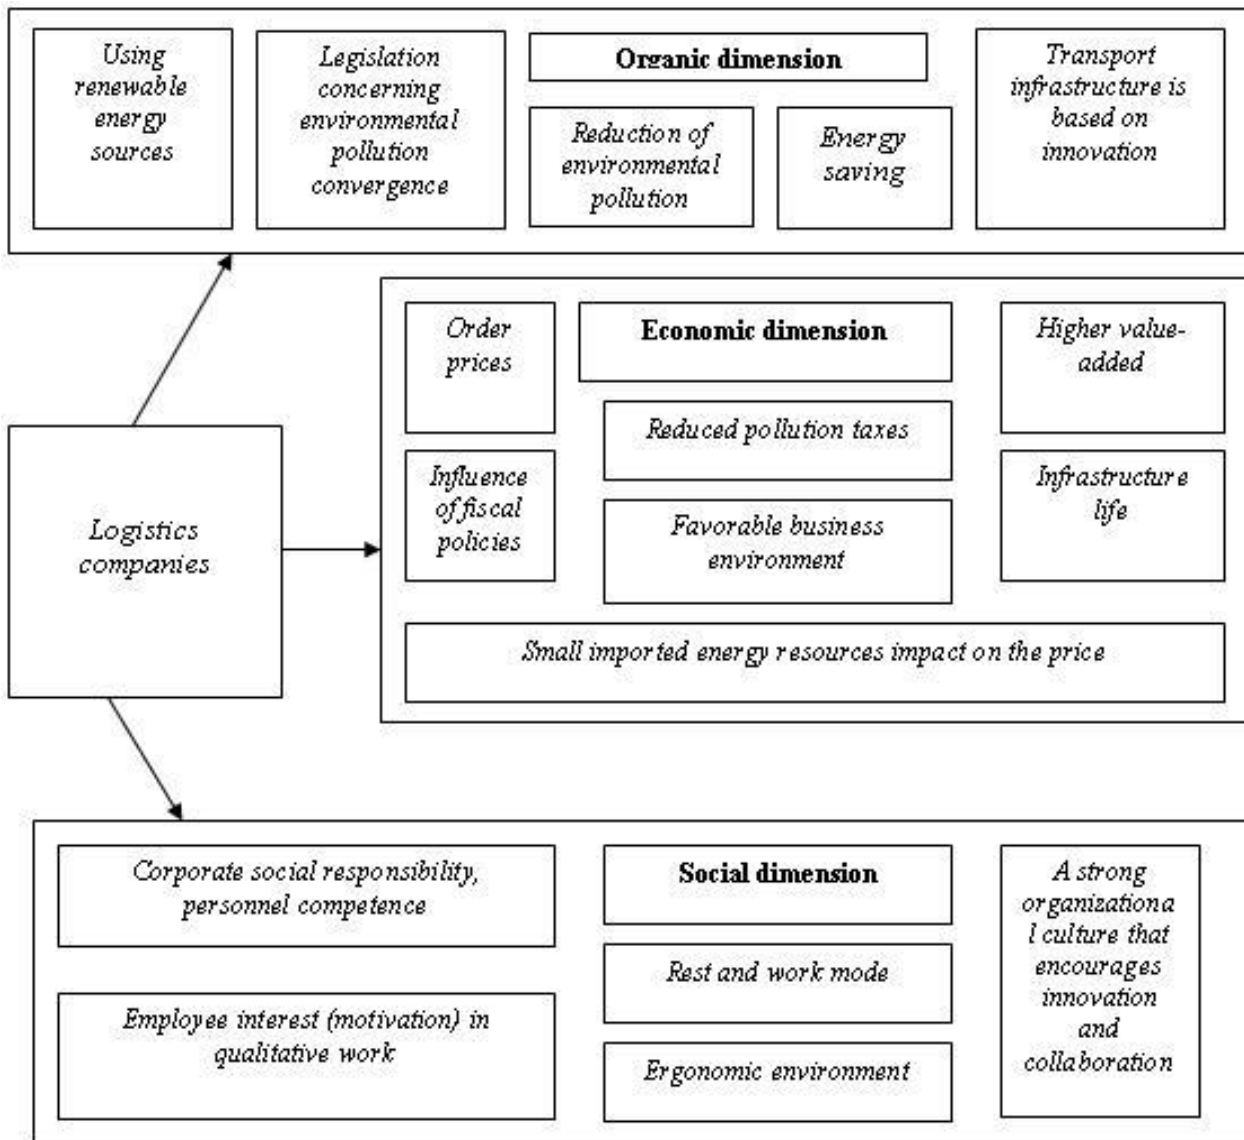 Using
renewable
energy
sources
Legislation
concerning
environmental
pollution
convergence
Organic dimension
Reduction of
environmental
pollution
Energy
saving
Transport
infrastructure is
based on
innovation
Order
prices
Economic dimension
Higher value-
added
Reduced pollution taxes
Influence
of fiscal
policies
Favorable business
environment
Infrastructure
life
Small imported energy resources impact on the price
Logistics
companies
Corporate social responsibility,
personnel competence
Social dimension
A strong
organizationa
l culture that
encourages
innovation
and
collaboration
Rest and work mode
Employee interest (motivation) in
qualitative work
Ergonomic environment